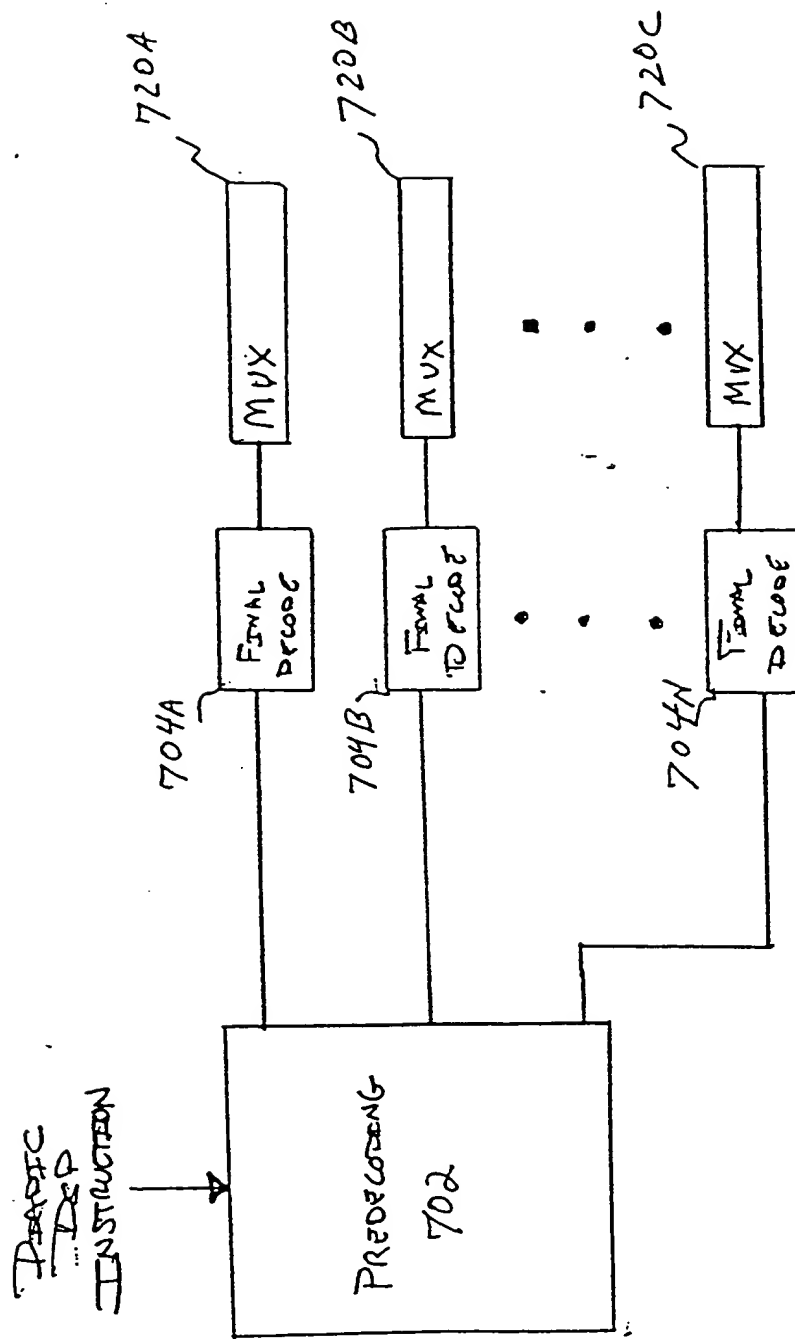 DIADIC
DSP
INSTRUCTION
PREDECODING
702
704A
FINAL
DECODE
MUX
720A
704B
FINAL
DECODE
MUX
720B
704N
FINAL
DECODE
MUX
720C